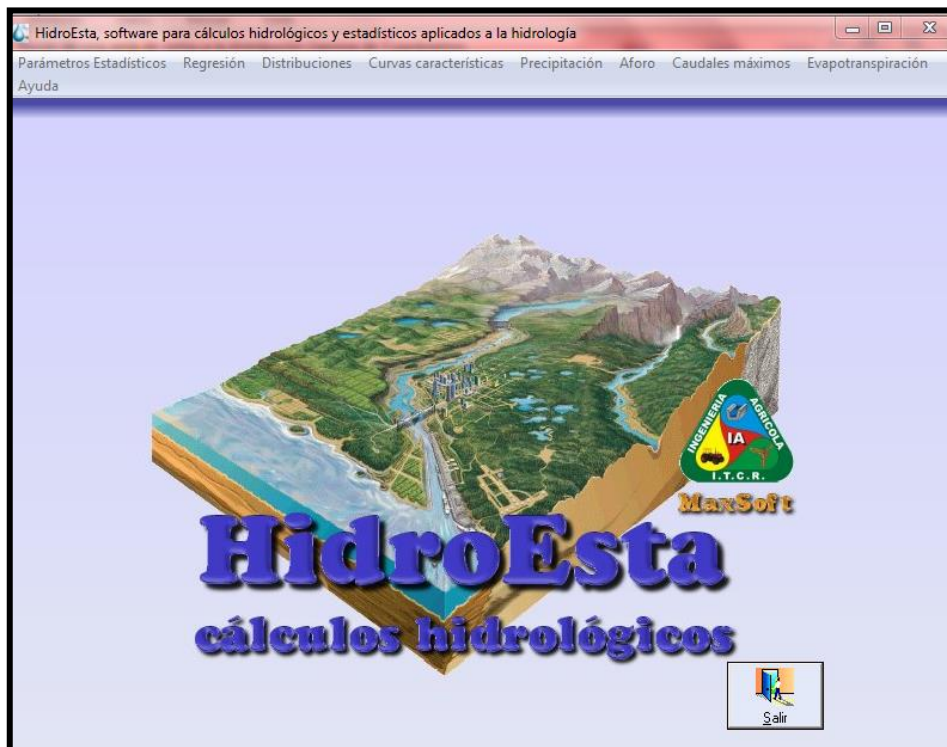 HidroEsta, software para cálculos hidrológicos y estadísticos aplicados a la hidrología
Parámetros Estadísticos Regresión Distribuciones Curvas características Precipitación Aforo Caudales máximos Evapotranspiración
Ayuda
INGENIERIA AGRICOLA
IA
I.T.C.R.
MaxSoft
HidroEsta
cálculos hidrológicos
Salir